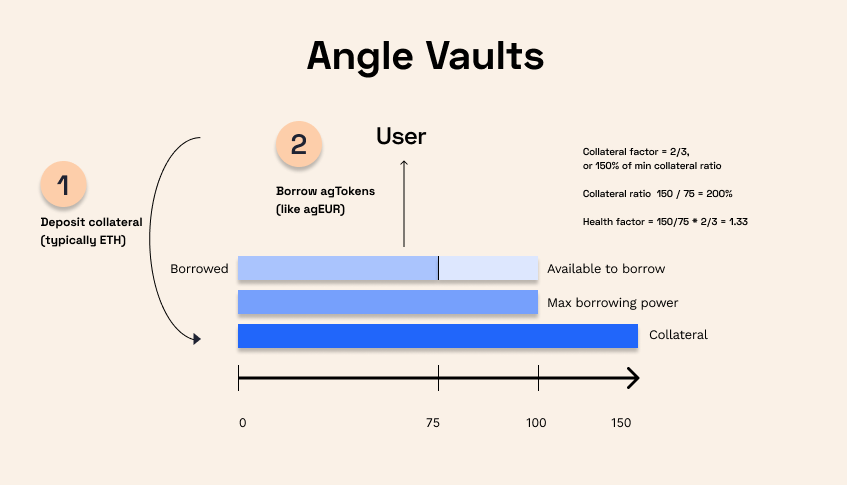 Angle Vaults
1
Deposit collateral
(typically ETH)
2
Borrow agTokens
(like agEUR)
User
Collateral factor = 2/3,
or 150% of min collateral ratio
Collateral ratio  150 / 75 = 200%
Health factor = 150/75 * 2/3 = 1.33
Borrowed
Available to borrow
Max borrowing power
Collateral
0
75
100
150